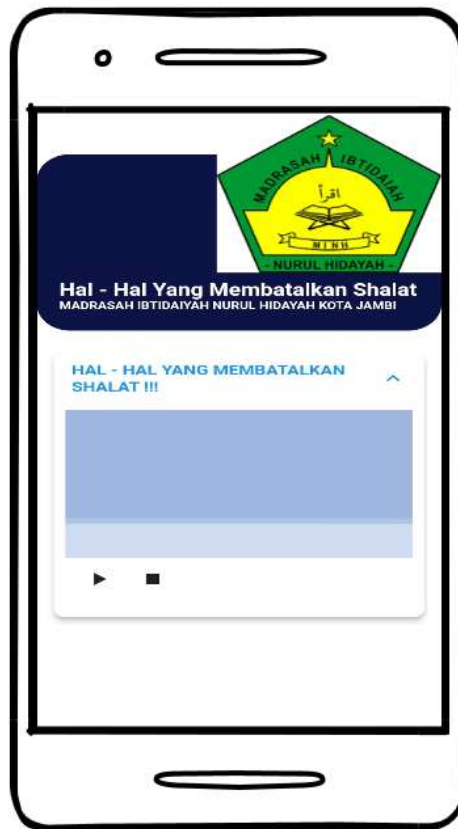 MADRASAH IBTIDAIAH
اقرأ
MINH
- NURUL HIDAYAH -
Hal - Hal Yang Membatalkan Shalat
MADRASAH IBTIDAIYAH NURUL HIDAYAH KOTA JAMBI
HAL - HAL YANG MEMBATALKAN
SHALAT !!!